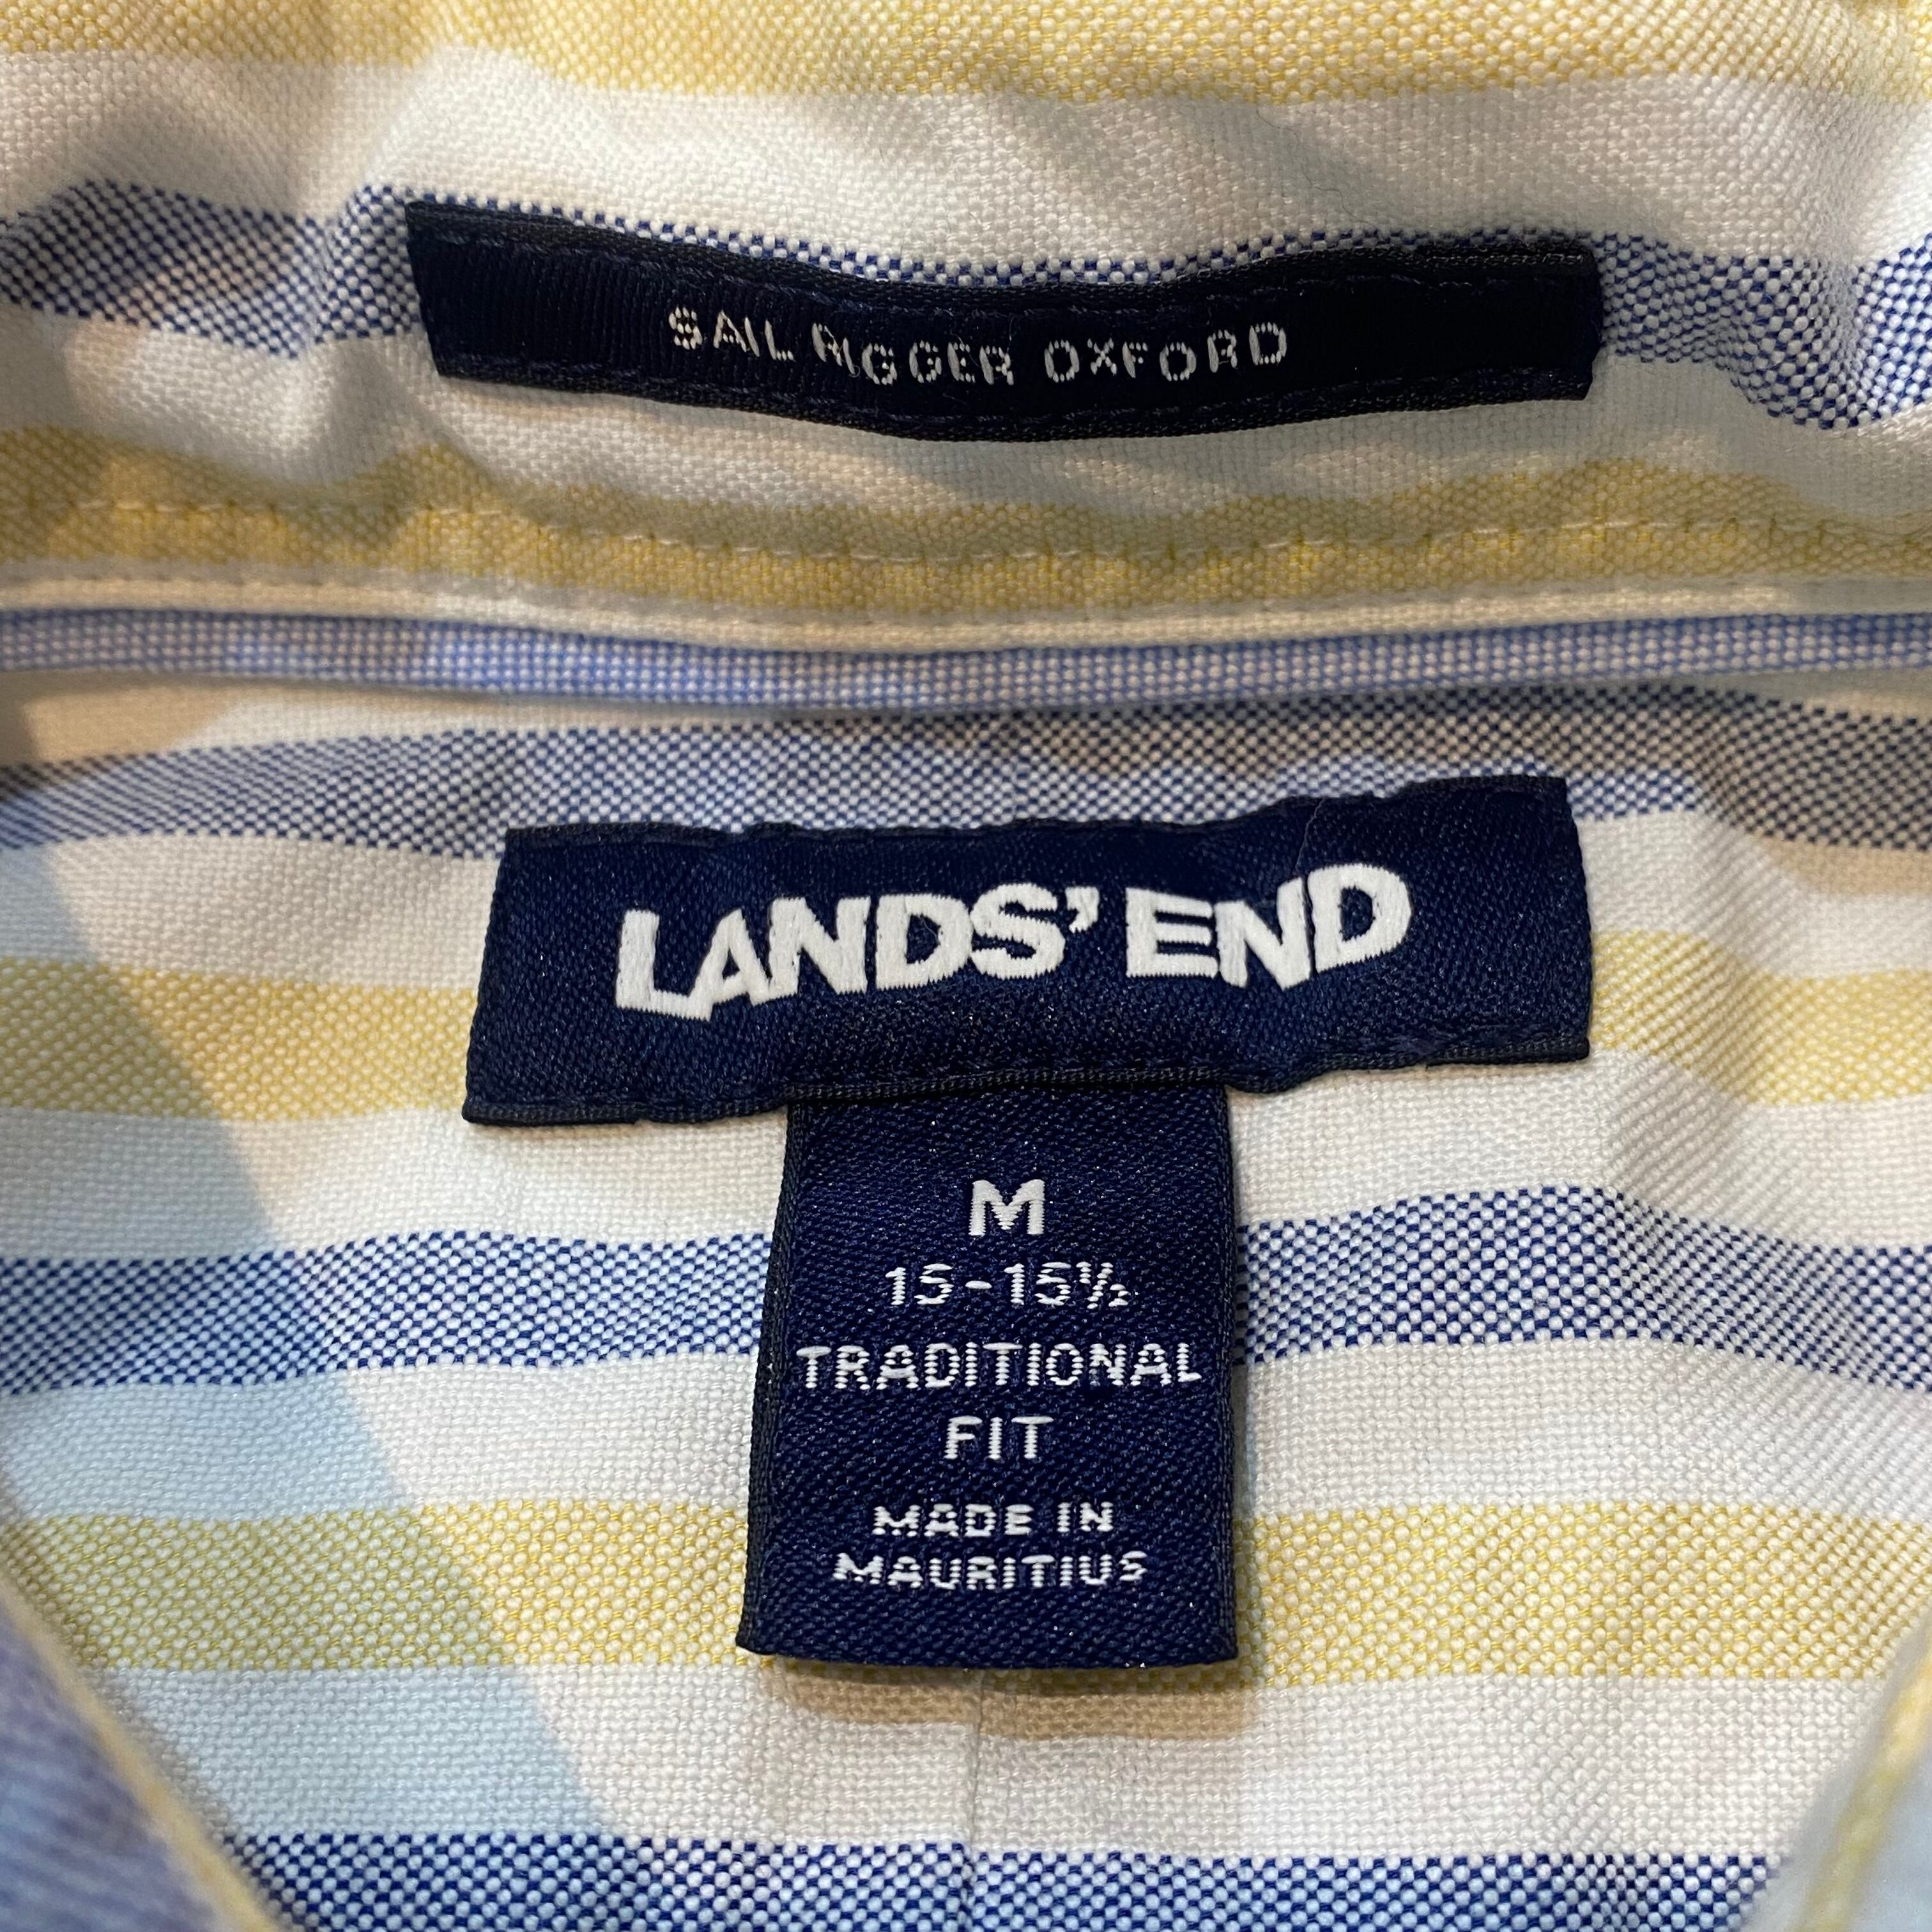 SAIL RIGGER OXFORD
LANDS' END
M
15-15½
TRADITIONAL
FIT
MADE IN
MAURITIUS